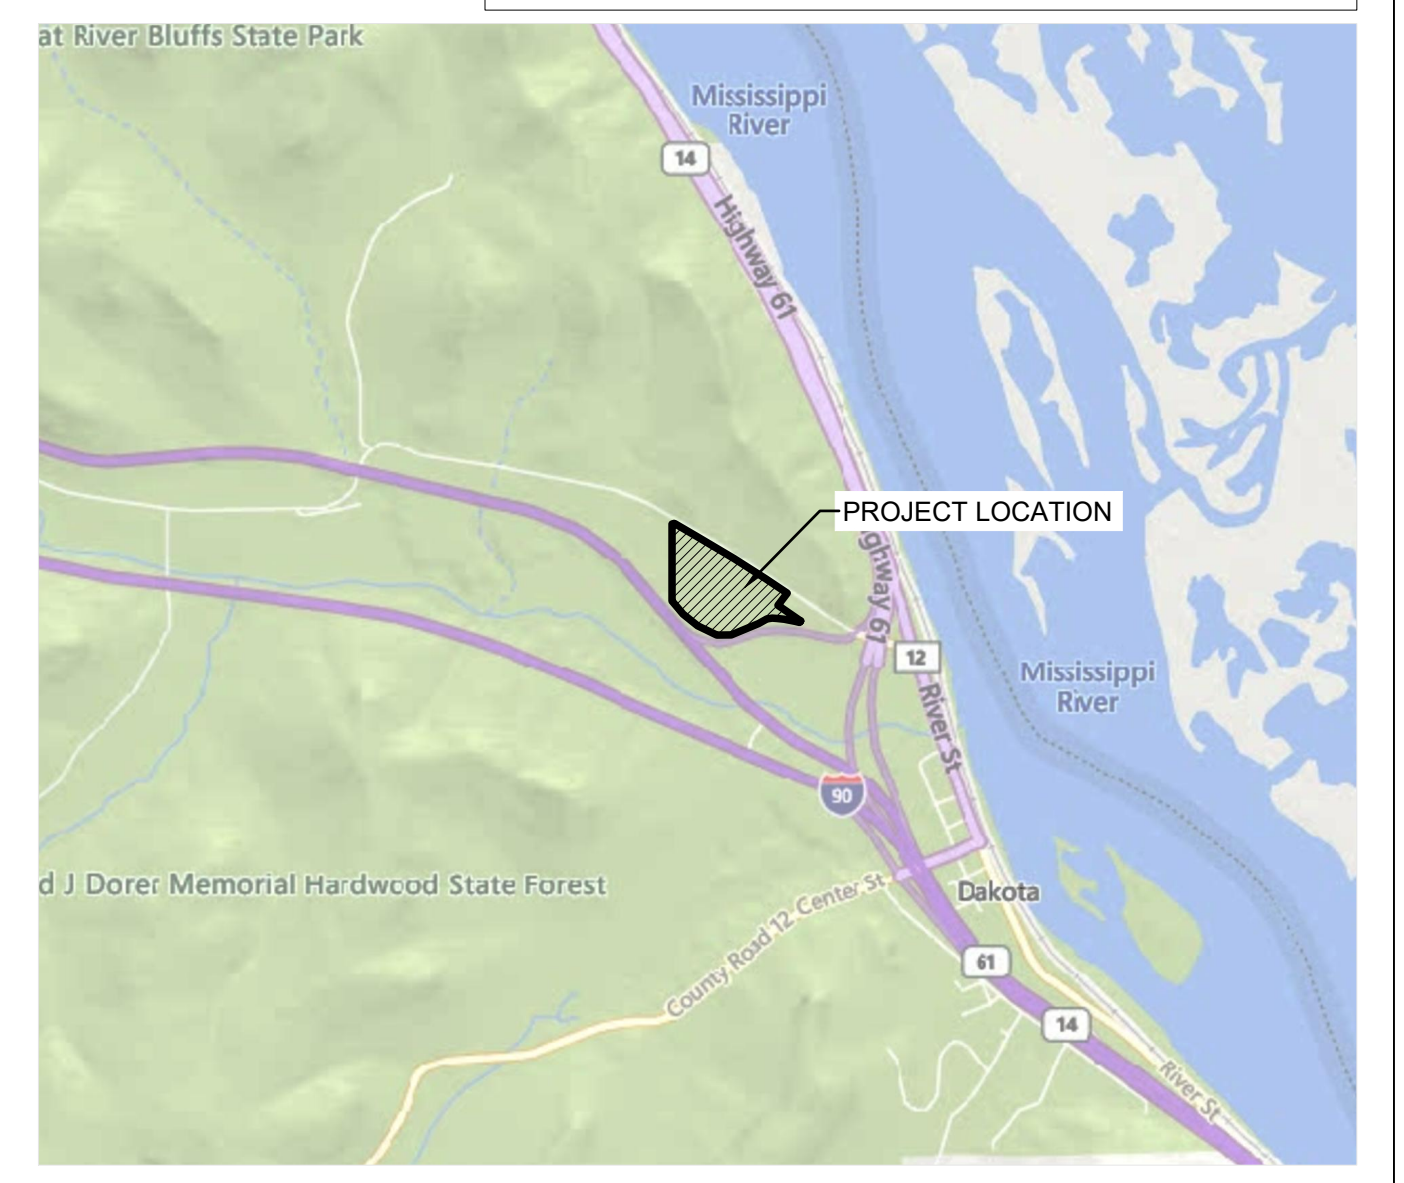 at River Bluffs State Park
Mississippi
River
14
Highway 61
PROJECT LOCATION
ghway 61
12
Mississippi
River
River St
90
d J Dorer Memorial Hardwood State Forest
County Road 12 Center St
Dakota
61
14
River St